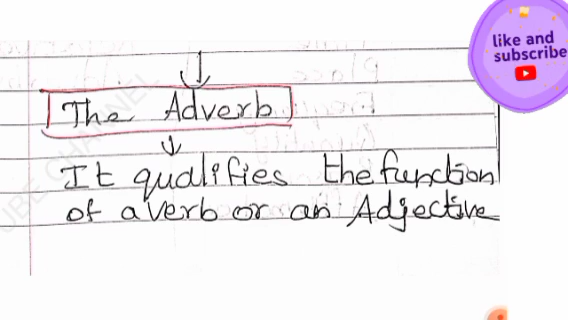 like and
subscribe
The Adverb
It qualifies the function
of a verb or an Adjective